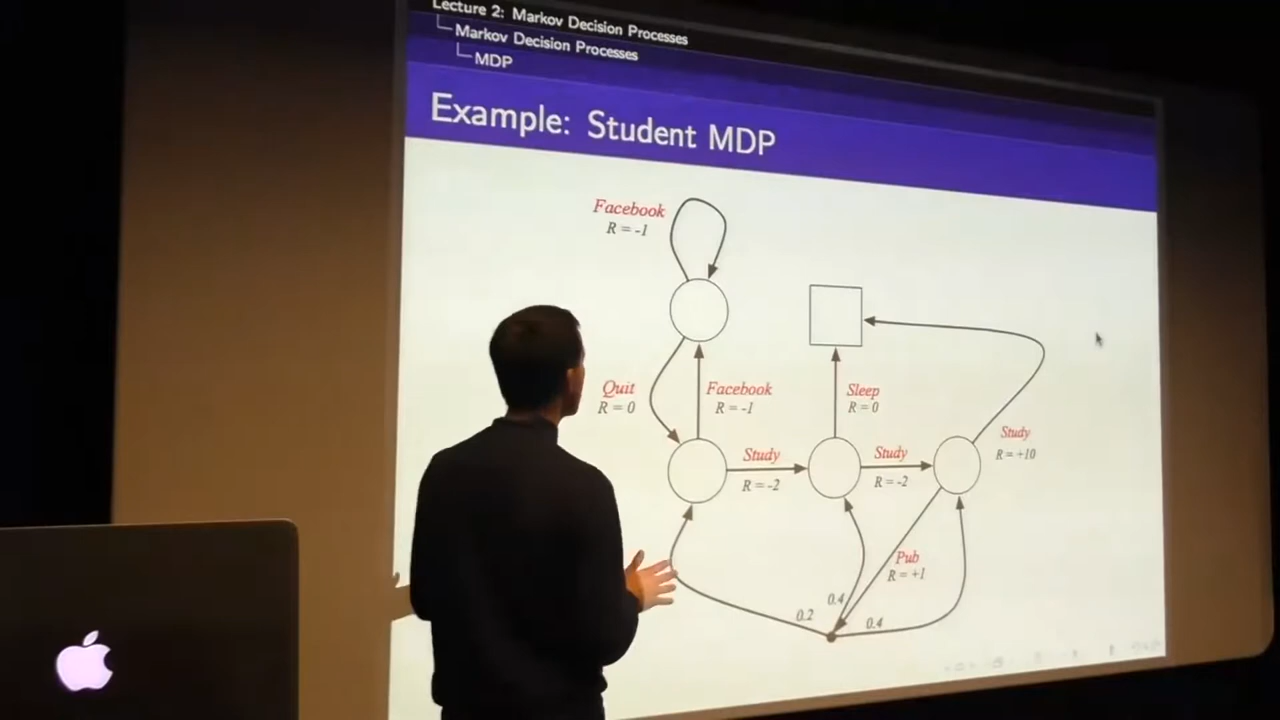 Lecture 2: Markov Decision Processes
Markov Decision Processes
MDP
Example: Student MDP
Facebook
R = -1
Quit
R = 0
Facebook
R = -1
Sleep
R = 0
Study
R = +10
Study
R = -2
Study
R = -2
Pub
R = +1
0.2
0.4
0.4